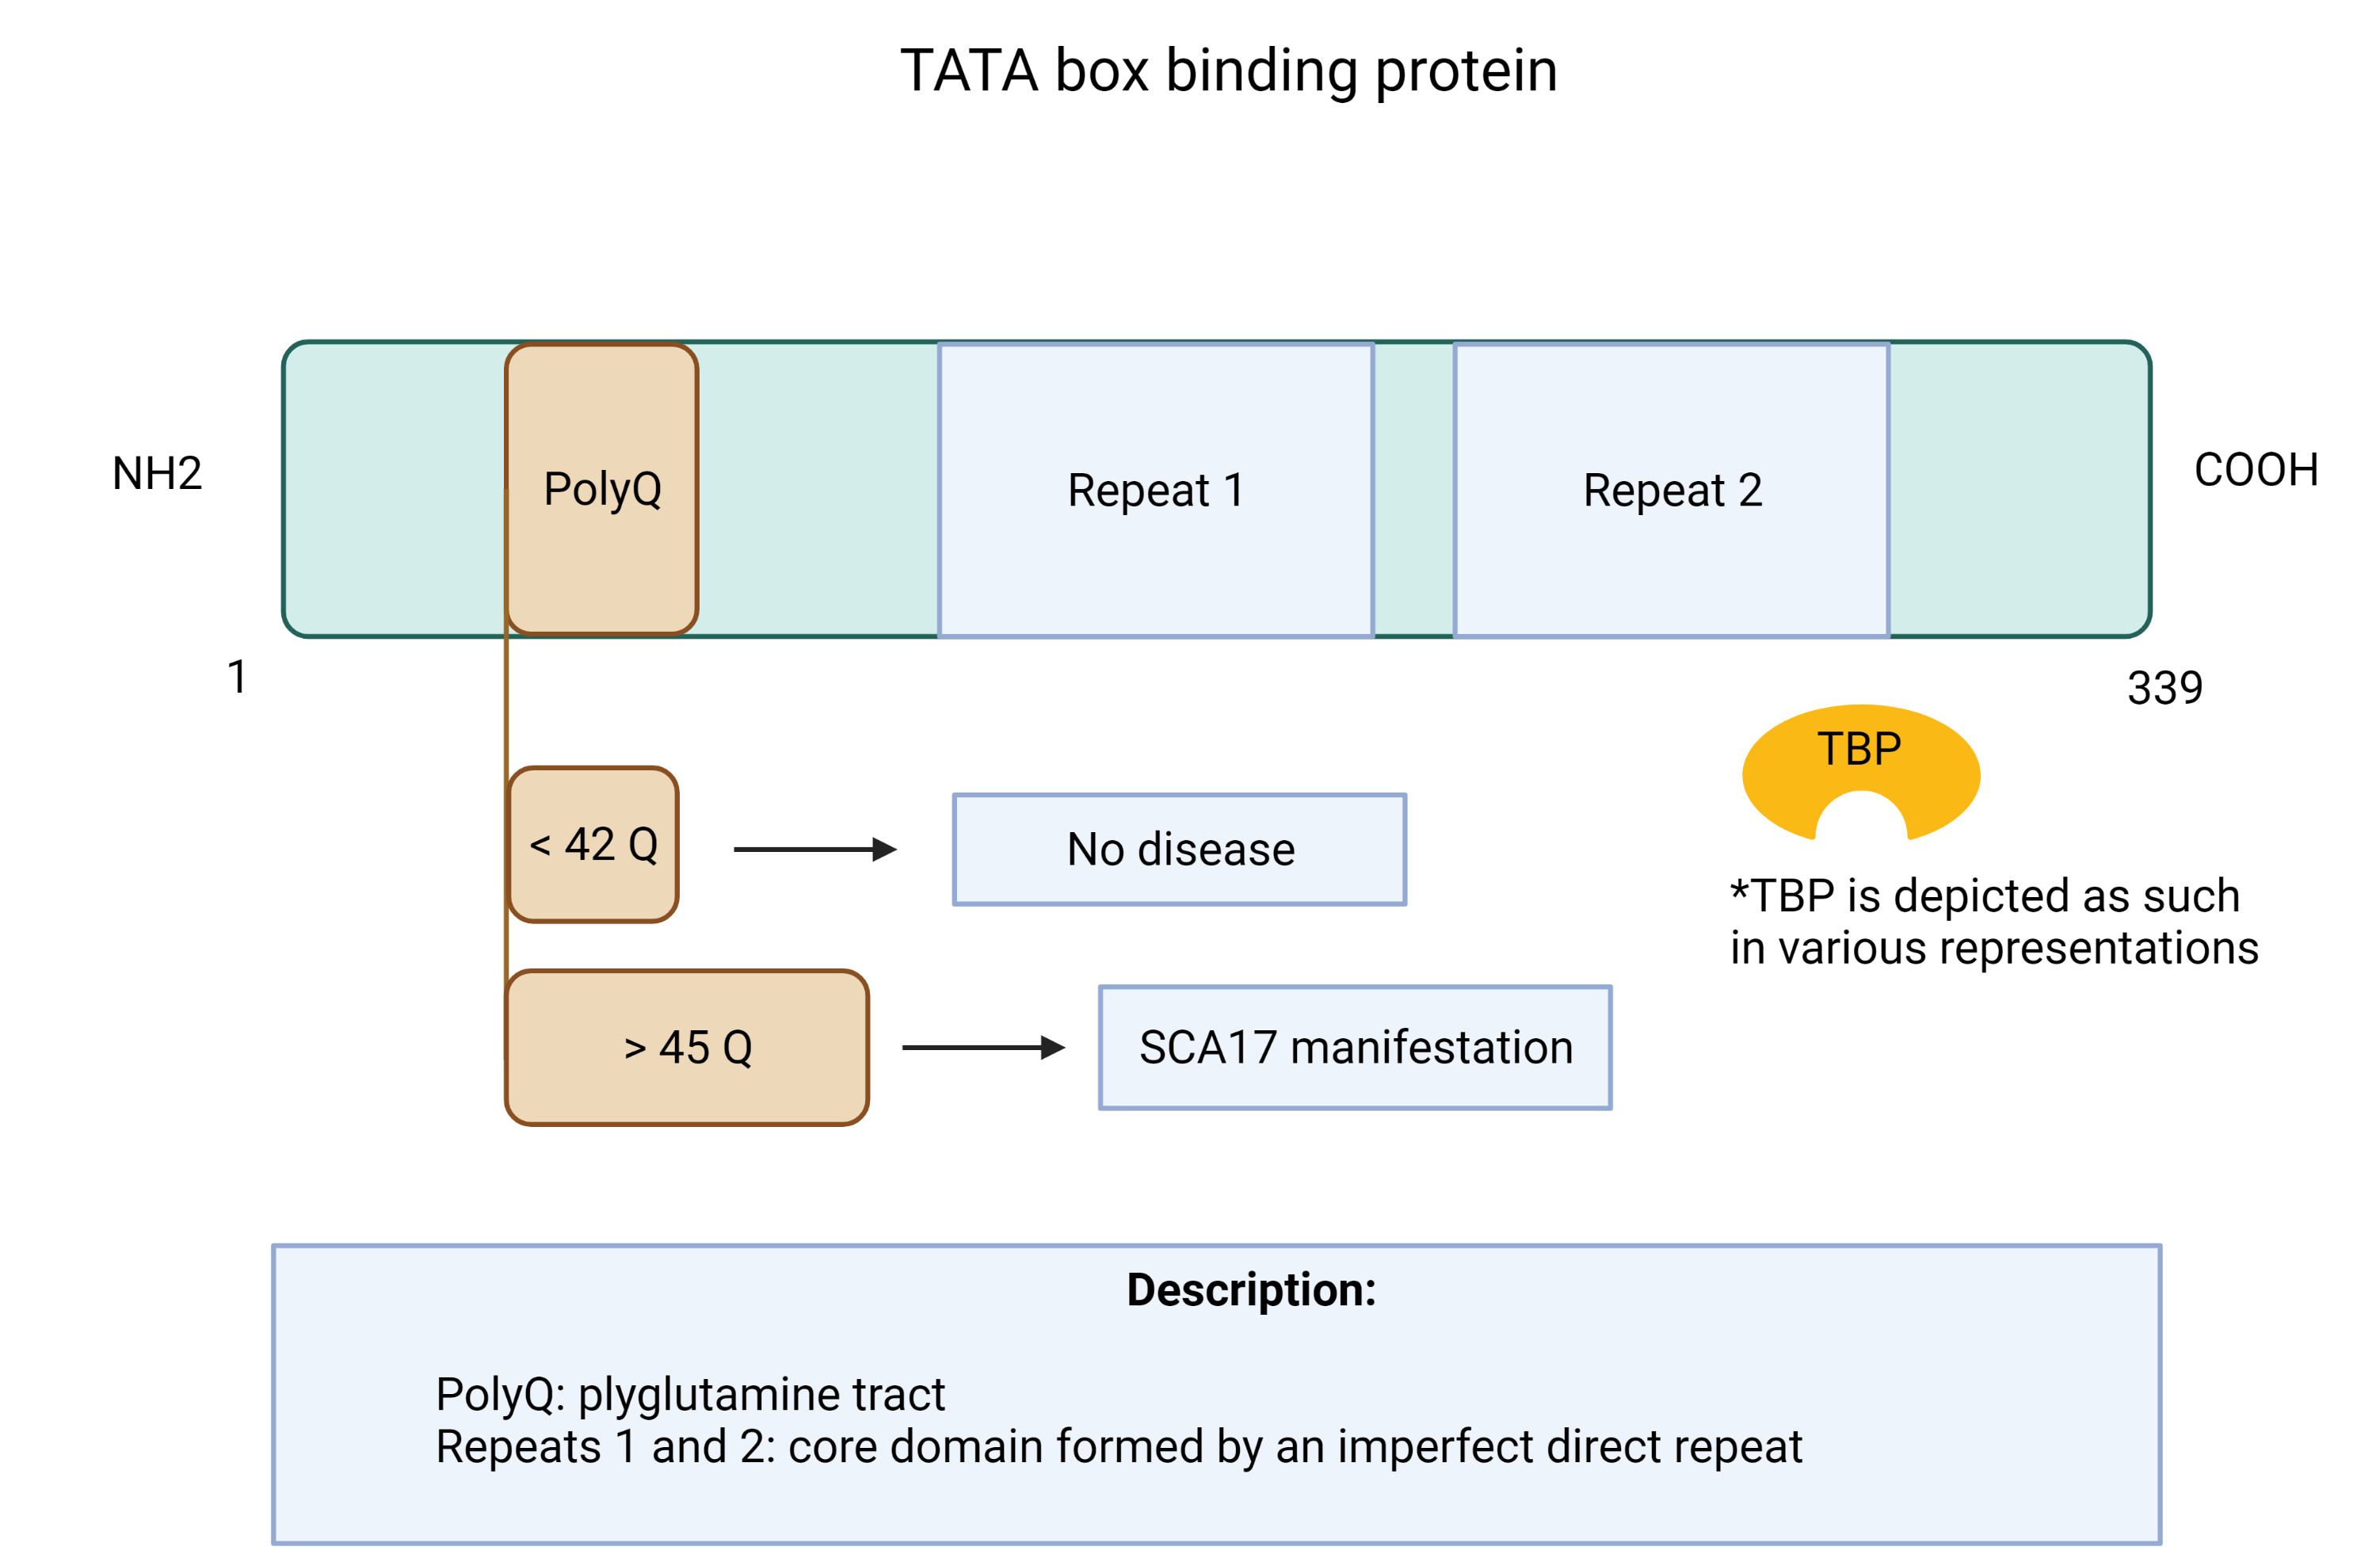 TATA box binding protein
NH2
PolyQ
Repeat 1
Repeat 2
COOH
1
339
TBP
< 42 Q
No disease
*TBP is depicted as such
in various representations
> 45 Q
SCA17 manifestation
Description:
PolyQ: plyglutamine tract
Repeats 1 and 2: core domain formed by an imperfect direct repeat